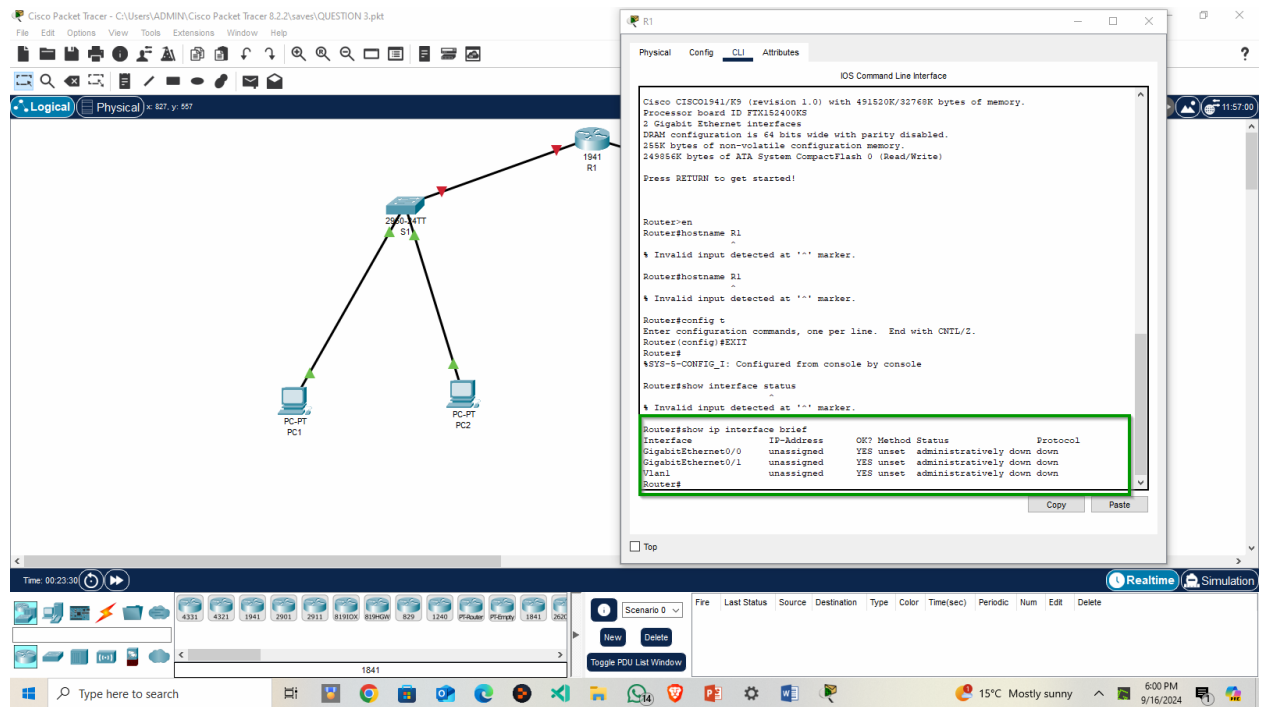 Cisco Packet Tracer - C:\Users\ADMIN\Cisco Packet Tracer 8.2.2\saves\QUESTION 3.pkt
File Edit Options View Tools Extensions Window Help
?
Logical Physical x: 827, y: 557
11:57:00
1941
R1
2950-24TT
S1
PC-PT
PC1
PC-PT
PC2
R1
Physical Config CLI Attributes
IOS Command Line Interface
Cisco CISCO1941/K9 (revision 1.0) with 491520K/32768K bytes of memory.
Processor board ID FTX152400KS
2 Gigabit Ethernet interfaces
DRAM configuration is 64 bits wide with parity disabled.
255K bytes of non-volatile configuration memory.
249856K bytes of ATA System CompactFlash 0 (Read/Write)
Press RETURN to get started!
Router>en
Router#hostname R1
^
% Invalid input detected at '^' marker.
Router#hostname R1
^
% Invalid input detected at '^' marker.
Router#config t
Enter configuration commands, one per line. End with CNTL/Z.
Router(config)#EXIT
Router#
%SYS-5-CONFIG_I: Configured from console by console
Router#show interface status
^
% Invalid input detected at '^' marker.
Router#show ip interface brief
Interface IP-Address OK? Method Status Protocol
GigabitEthernet0/0 unassigned YES unset administratively down down
GigabitEthernet0/1 unassigned YES unset administratively down down
Vlan1 unassigned YES unset administratively down down
Router#
Copy Paste
Top
Time: 00:23:30
Realtime Simulation
4331 4321 1941 2901 2911 819IOX 819HGW 829 1240 PT-Router PT-Empty 1841 262
1841
Scenario 0
New Delete
Toggle PDU List Window
Fire Last Status Source Destination Type Color Time(sec) Periodic Num Edit Delete
Type here to search
14
15°C Mostly sunny
6:00 PM
9/16/2024
1